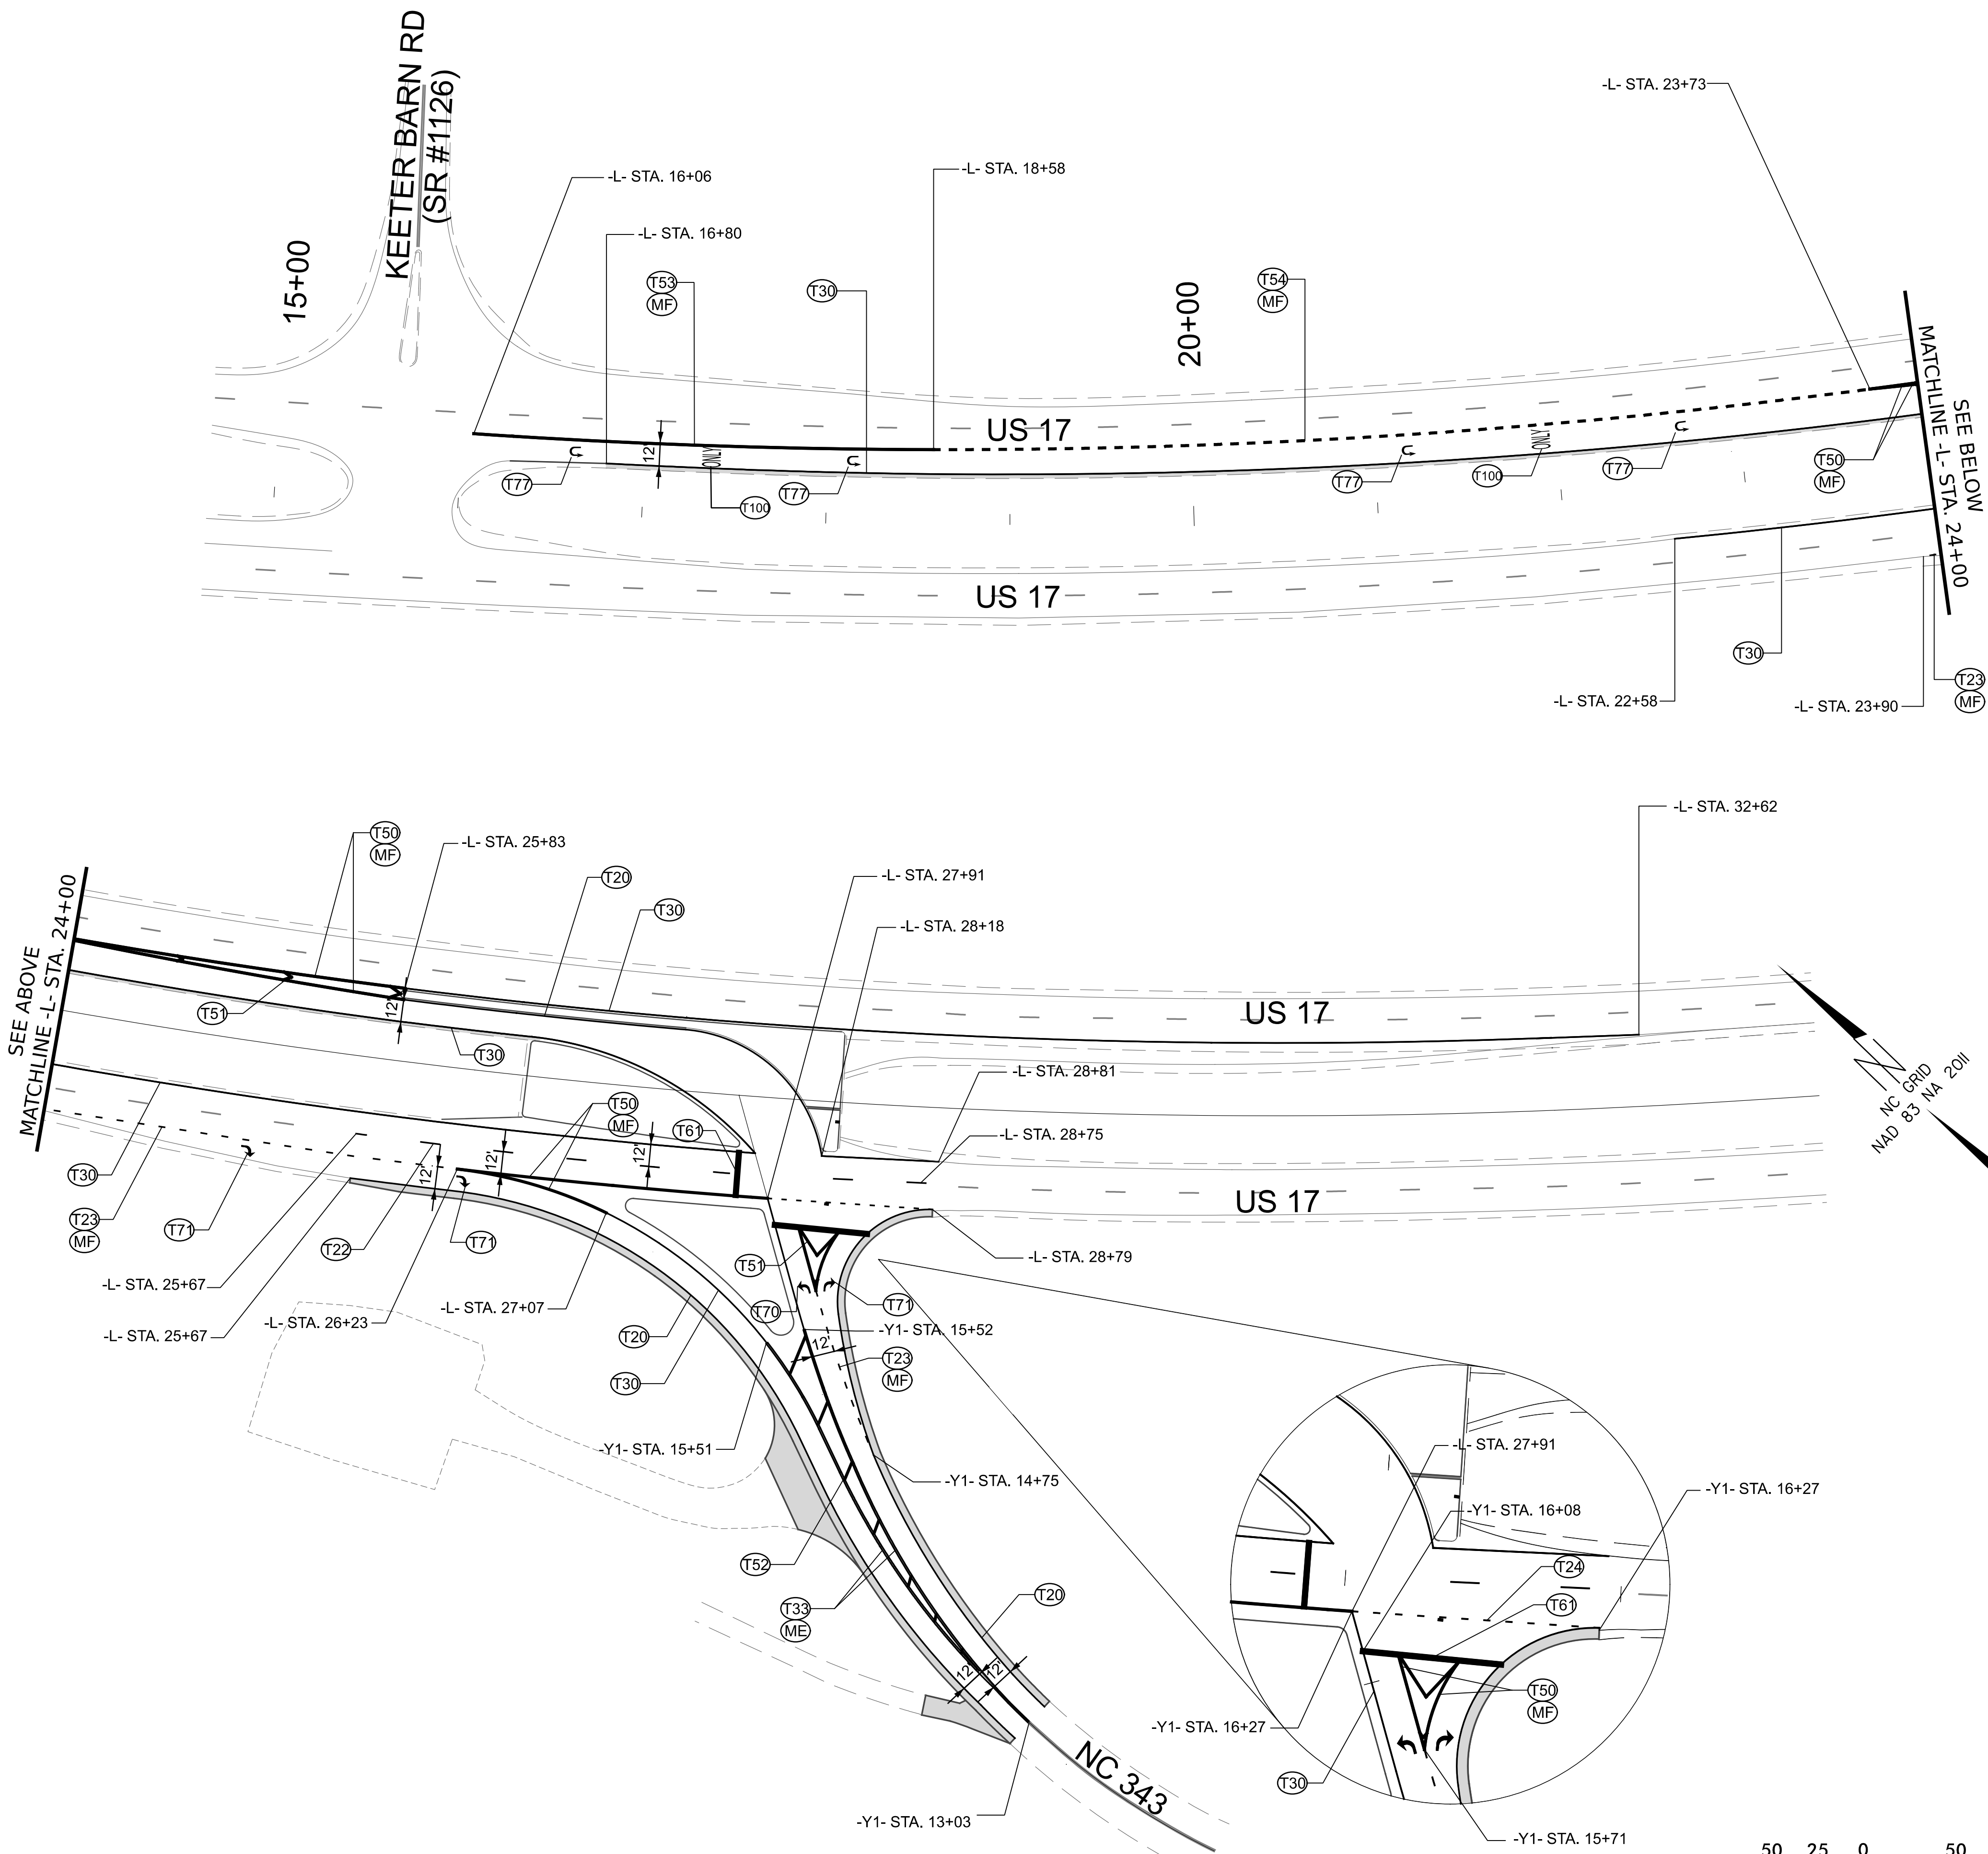 KEETER BARN RD
(SR #1126)
15+00
20+00
-L- STA. 23+73
-L- STA. 16+06
-L- STA. 18+58
-L- STA. 16+80
T53
MF
T30
T54
MF
US 17
12'
ONLY
ONLY
T77
T77
T100
T77
T100
T77
T50
MF
MATCHLINE -L- STA. 24+00
SEE BELOW
US 17
T30
T23
MF
-L- STA. 22+58
-L- STA. 23+90
-L- STA. 32+62
T50
MF
-L- STA. 25+83
T20
-L- STA. 27+91
T30
-L- STA. 28+18
SEE ABOVE
MATCHLINE -L- STA. 24+00
T51
12'
US 17
T30
-L- STA. 28+81
NC GRID
NAD 83 NA 2011
T50
MF
T61
-L- STA. 28+75
12'
12'
12'
T30
T23
MF
T71
T22
T71
US 17
-L- STA. 28+79
T51
-L- STA. 25+67
-L- STA. 27+07
T70
T71
-L- STA. 26+23
-L- STA. 25+67
T20
-Y1- STA. 15+52
12'
T23
MF
T30
-Y1- STA. 15+51
-Y1- STA. 14+75
-L- STA. 27+91
-Y1- STA. 16+27
-Y1- STA. 16+08
T52
T24
T20
T61
T33
ME
12'
12'
T50
MF
-Y1- STA. 16+27
NC 343
T30
-Y1- STA. 13+03
-Y1- STA. 15+71
50 25 0 50